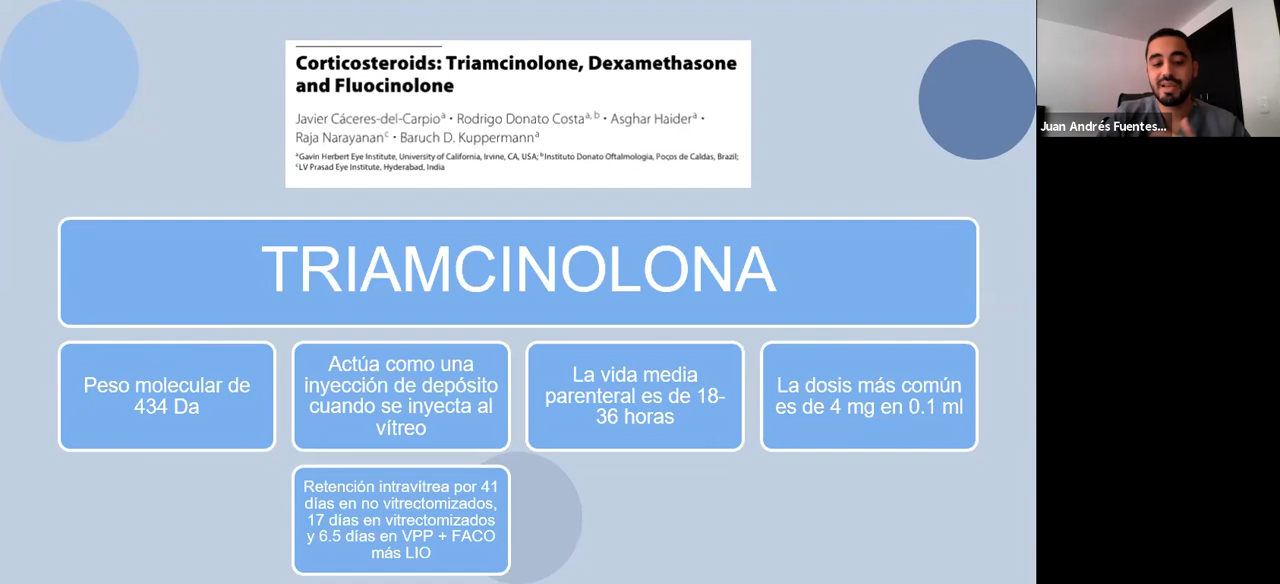 Corticosteroids: Triamcinolone, Dexamethasone
and Fluocinolone
Javier Cáceres-del-Carpioᵃ • Rodrigo Donato Costaᵃ,ᵇ • Asghar Haiderᵃ •
Raja Narayananᶜ • Baruch D. Kuppermannᵃ
ᵃGavin Herbert Eye Institute, University of California, Irvine, CA, USA; ᵇInstituto Donato Oftalmologia, Poços de Caldas, Brazil;
ᶜLV Prasad Eye Institute, Hyderabad, India
Juan Andrés Fuentes...
TRIAMCINOLONA
Peso molecular de
434 Da
Actúa como una
inyección de depósito
cuando se inyecta al
vítreo
La vida media
parenteral es de 18-
36 horas
La dosis más común
es de 4 mg en 0.1 ml
Retención intravítrea por 41
días en no vitrectomizados,
17 días en vitrectomizados
y 6.5 días en VPP + FACO
más LIO